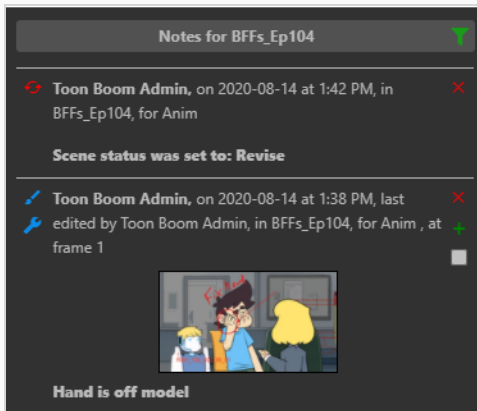 Notes for BFFs_Ep104
Toon Boom Admin, on 2020-08-14 at 1:42 PM, in
BFFs_Ep104, for Anim
Scene status was set to: Revise
Toon Boom Admin, on 2020-08-14 at 1:38 PM, last
edited by Toon Boom Admin, in BFFs_Ep104, for Anim , at
frame 1
Hand is off model